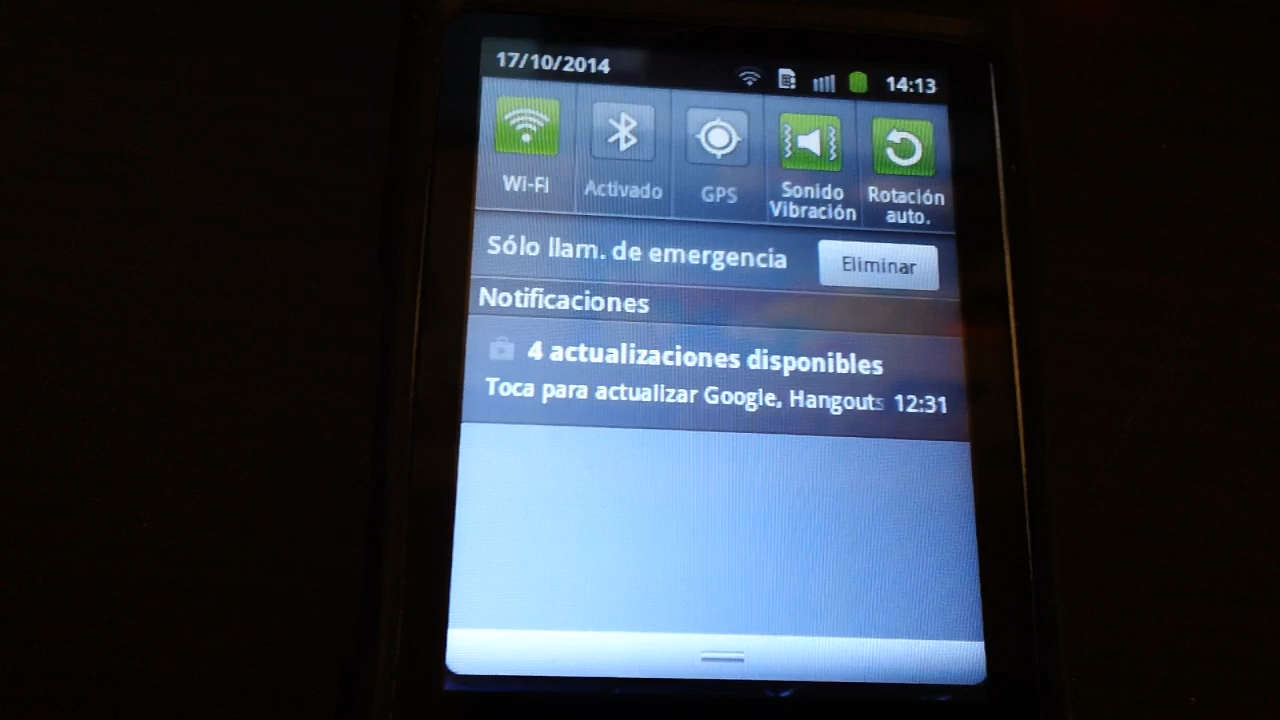 17/10/2014 14:13
Wi-Fi Activado GPS Sonido Vibración Rotación auto.
Sólo llam. de emergencia Eliminar
Notificaciones
4 actualizaciones disponibles
Toca para actualizar Google, Hangouts 12:31